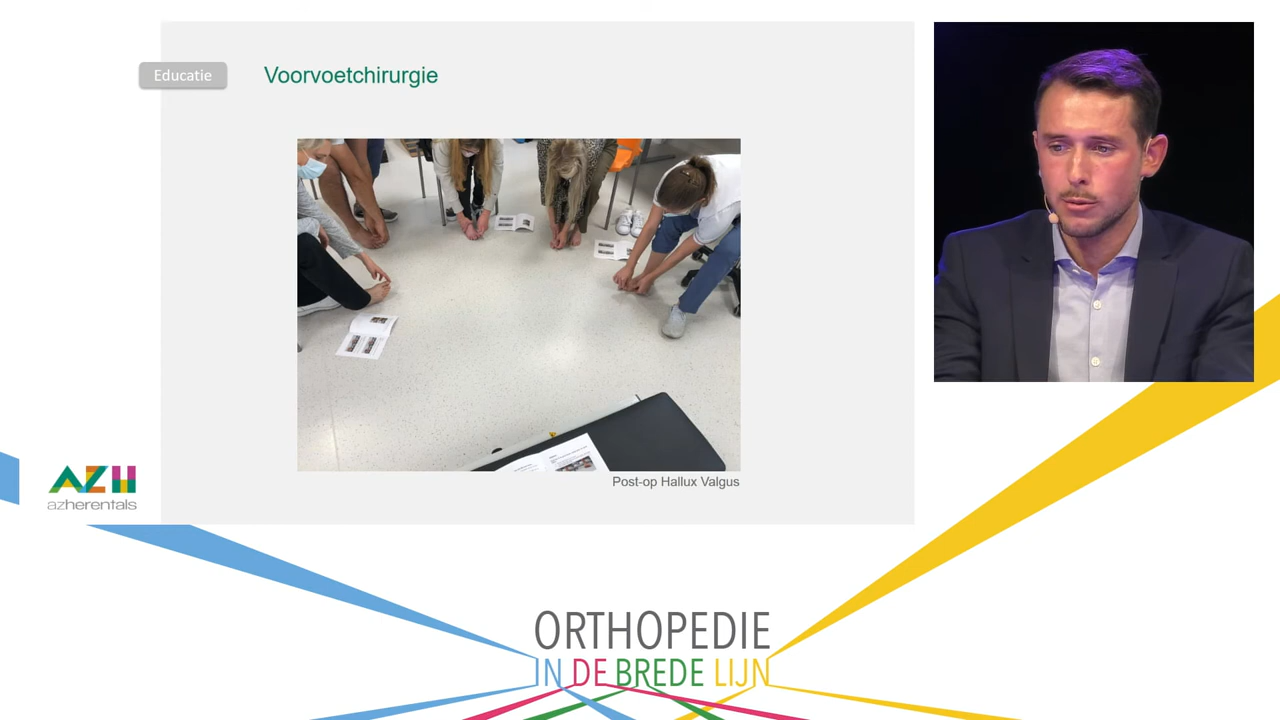 Educatie
Voorvoetchirurgie
Post-op Hallux Valgus
AZH
azherentals
ORTHOPEDIE
IN DE BREDE LIJN